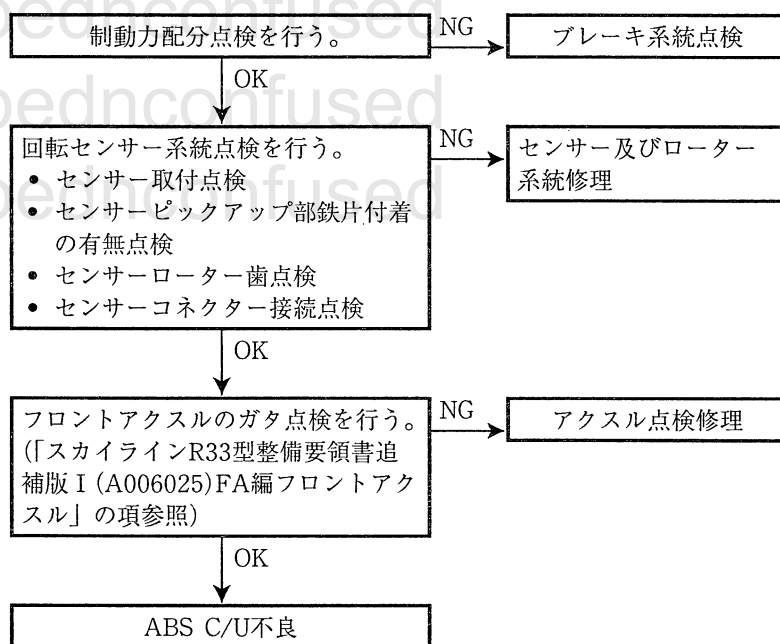 制動力配分点検を行う。
NG
ブレーキ系統点検
OK
回転センサー系統点検を行う。
• センサー取付点検
• センサーピックアップ部鉄片付着
の有無点検
• センサーローター歯点検
• センサーコネクター接続点検
NG
センサー及びローター
系統修理
OK
フロントアクスルのガタ点検を行う。
(「スカイラインR33型整備要領書追
補版Ⅰ(A006025)FA編フロントアク
スル」の項参照)
NG
アクスル点検修理
OK
ABS C/U不良
pednconfused
pednconfused
pednconfused